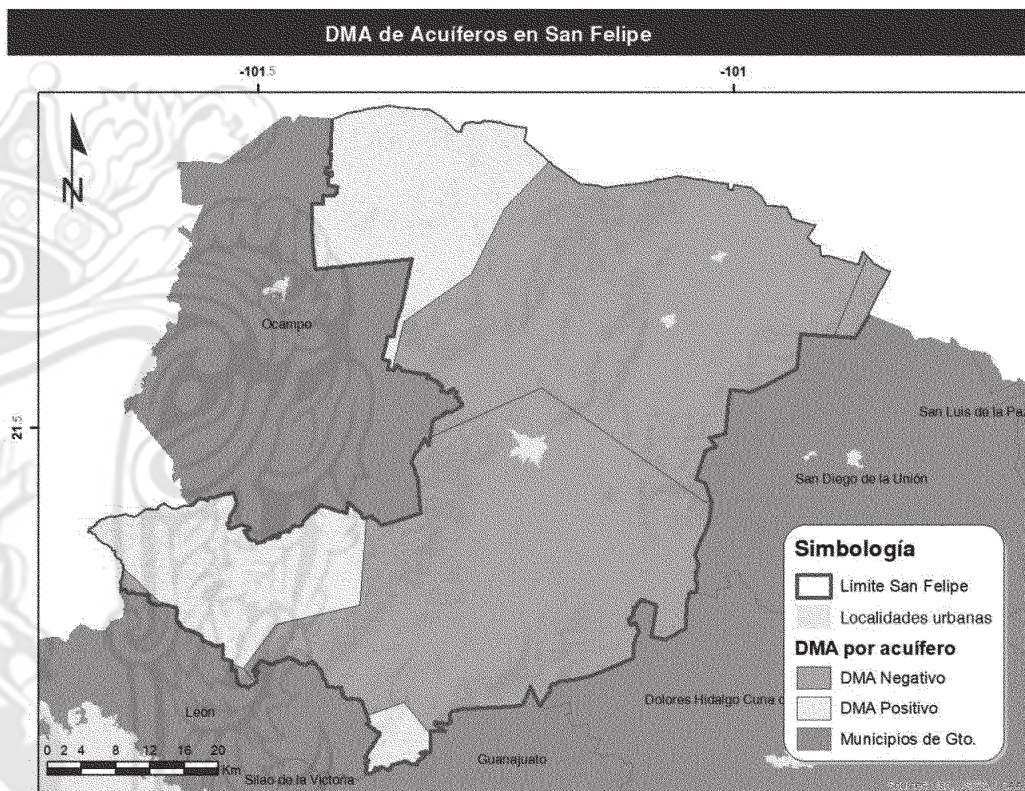 DMA de Acuíferos en San Felipe
-101.5
-101
N
21.5
Ocampo
San Luis de la Pa
San Diego de la Unión
León
Dolores Hidalgo Cuna
Guanajuato
Silao de la Victoria
0 2 4 8 12 16 20
Km
Simbología
Límite San Felipe
Localidades urbanas
DMA por acuífero
DMA Negativo
DMA Positivo
Municipios de Gto.